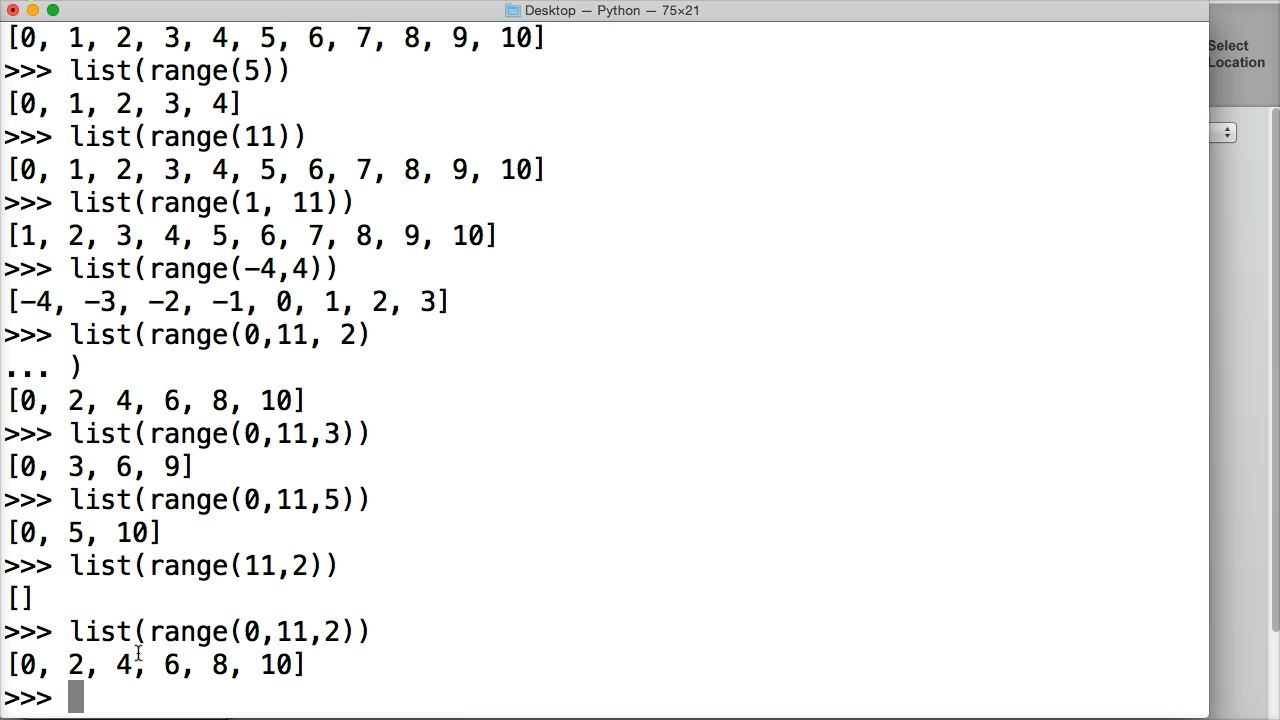 Desktop — Python — 75×21
[0, 1, 2, 3, 4, 5, 6, 7, 8, 9, 10]
>>> list(range(5))
[0, 1, 2, 3, 4]
>>> list(range(11))
[0, 1, 2, 3, 4, 5, 6, 7, 8, 9, 10]
>>> list(range(1, 11))
[1, 2, 3, 4, 5, 6, 7, 8, 9, 10]
>>> list(range(-4,4))
[-4, -3, -2, -1, 0, 1, 2, 3]
>>> list(range(0,11, 2)
... )
[0, 2, 4, 6, 8, 10]
>>> list(range(0,11,3))
[0, 3, 6, 9]
>>> list(range(0,11,5))
[0, 5, 10]
>>> list(range(11,2))
[]
>>> list(range(0,11,2))
[0, 2, 4, 6, 8, 10]
>>>
Select
Location